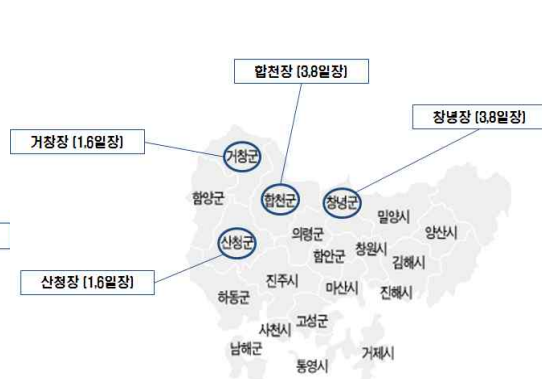 합천장 (3,8일장)
창녕장 (3,8일장)
거창장 (1,6일장)
거창군
함양군
합천군
창녕군
밀양시
의령군
양산시
산청군
함안군
창원시
김해시
산청장 (1,6일장)
진주시
마산시
진해시
하동군
사천시
고성군
남해군
거제시
통영시